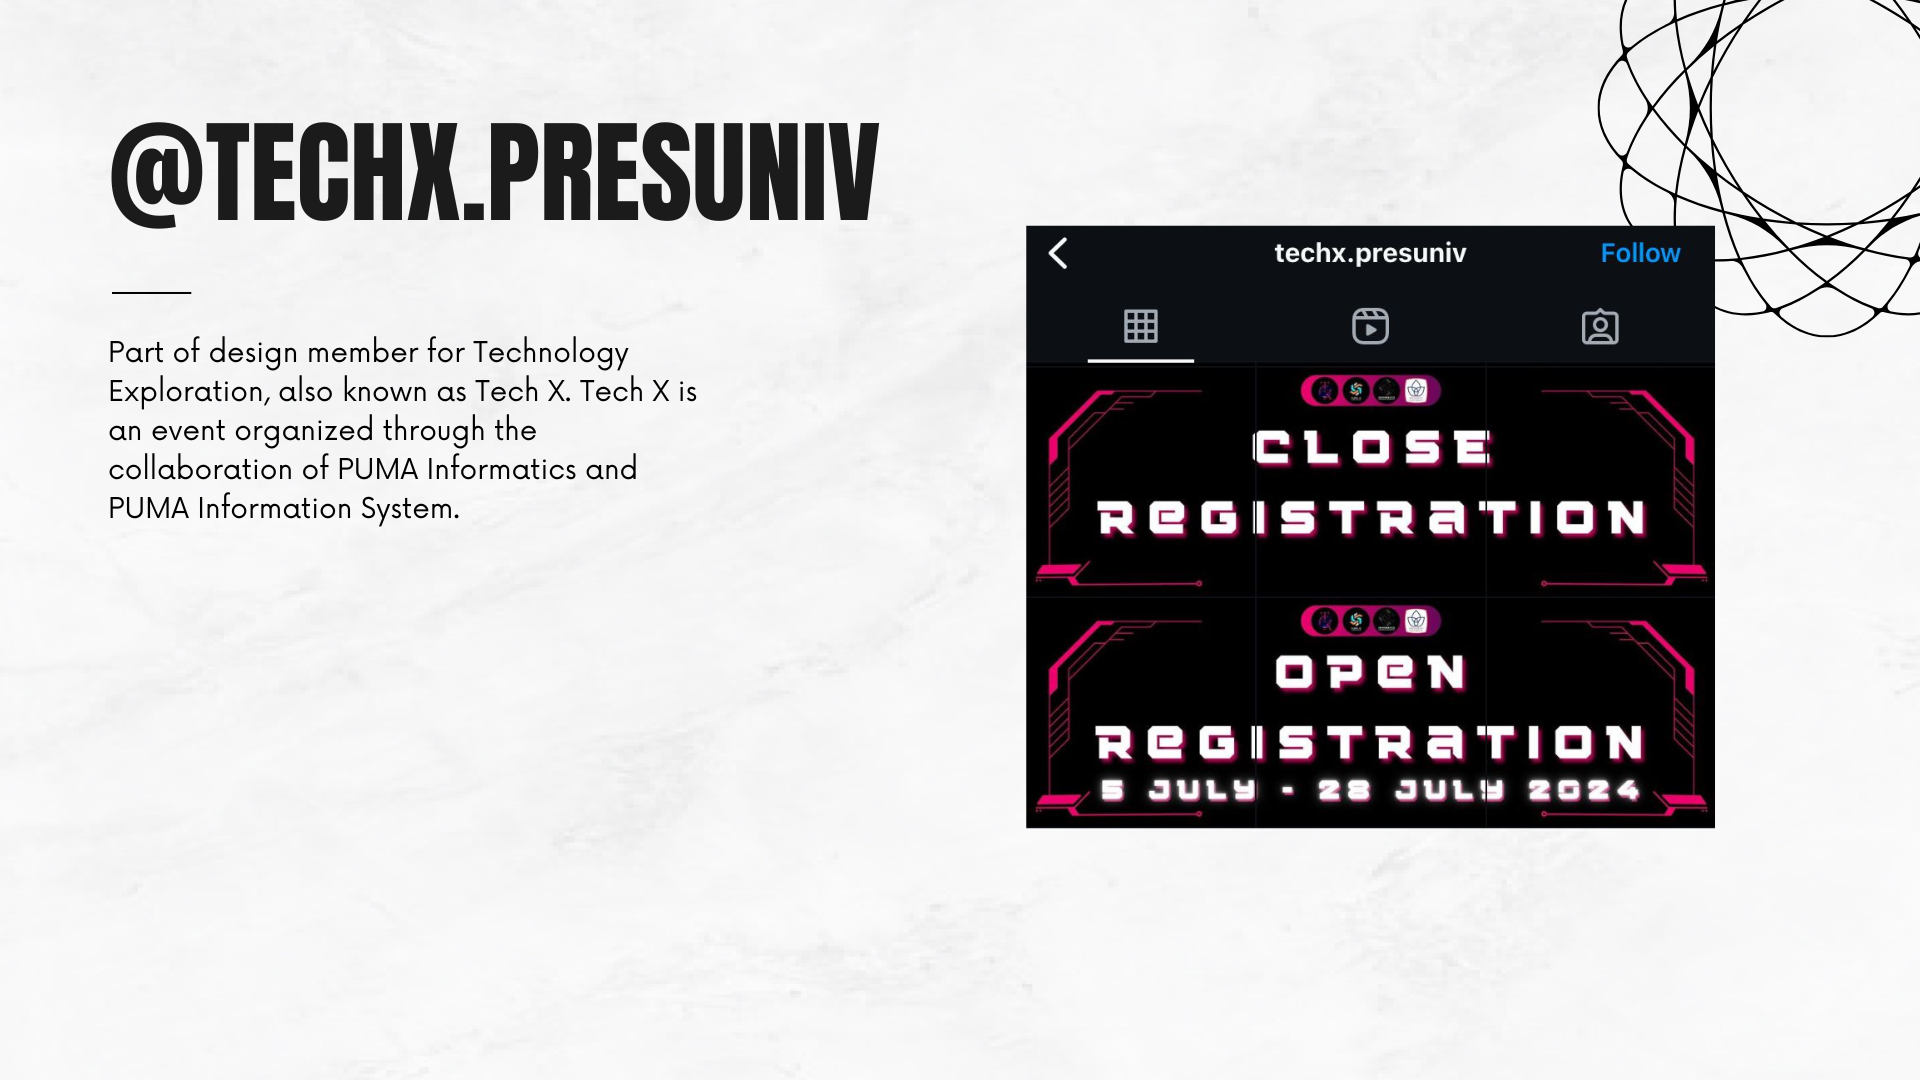 @TECHX.PRESUNIV
Part of design member for Technology
Exploration, also known as Tech X. Tech X is
an event organized through the
collaboration of PUMA Informatics and
PUMA Information System.
techx.presuniv
Follow
CLOSE
REGISTRATION
OPEN
REGISTRATION
5 JULY - 28 JULY 2024